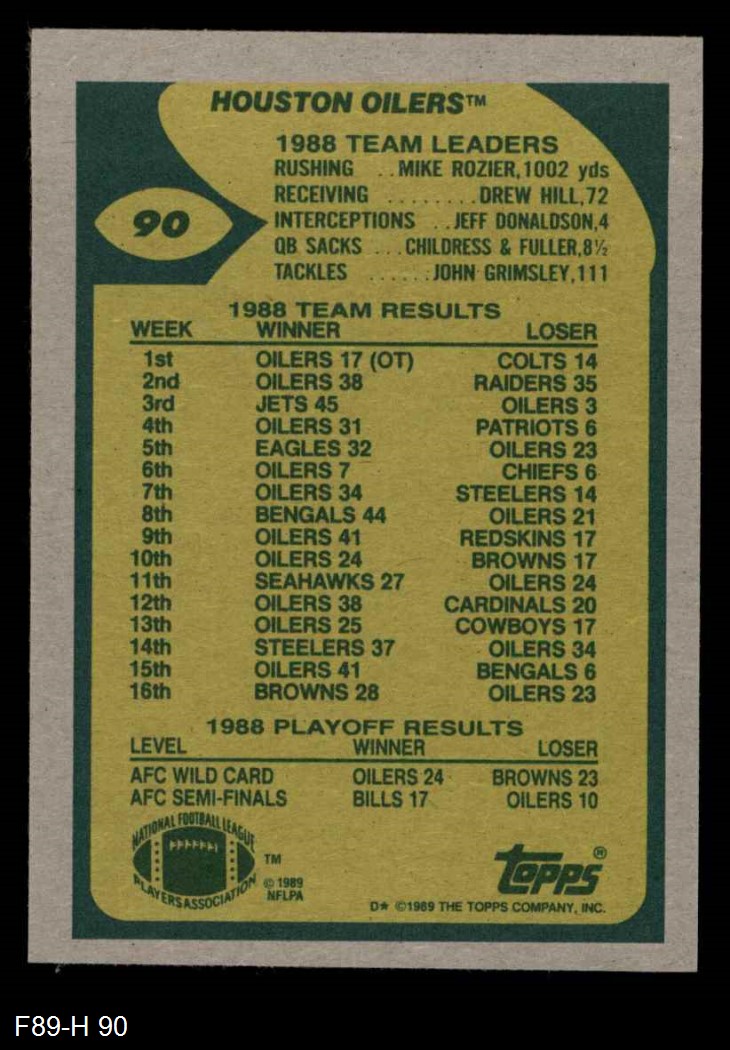 HOUSTON OILERS™
1988 TEAM LEADERS
RUSHING ..MIKE ROZIER,1002 yds
90
RECEIVING ........DREW HILL,72
INTERCEPTIONS ..JEFF DONALDSON,4
QB SACKS ...CHILDRESS & FULLER,8½
TACKLES ......JOHN GRIMSLEY,111
1988 TEAM RESULTS
WEEK WINNER LOSER
1st OILERS 17 (OT) COLTS 14
2nd OILERS 38 RAIDERS 35
3rd JETS 45 OILERS 3
4th OILERS 31 PATRIOTS 6
5th EAGLES 32 OILERS 23
6th OILERS 7 CHIEFS 6
7th OILERS 34 STEELERS 14
8th BENGALS 44 OILERS 21
9th OILERS 41 REDSKINS 17
10th OILERS 24 BROWNS 17
11th SEAHAWKS 27 OILERS 24
12th OILERS 38 CARDINALS 20
13th OILERS 25 COWBOYS 17
14th STEELERS 37 OILERS 34
15th OILERS 41 BENGALS 6
16th BROWNS 28 OILERS 23
1988 PLAYOFF RESULTS
LEVEL WINNER LOSER
AFC WILD CARD OILERS 24 BROWNS 23
AFC SEMI-FINALS BILLS 17 OILERS 10
NATIONAL FOOTBALL LEAGUE
PLAYERS ASSOCIATION
TM
© 1989
NFLPA
topps®
D★ ©1989 THE TOPPS COMPANY, INC.
F89-H 90